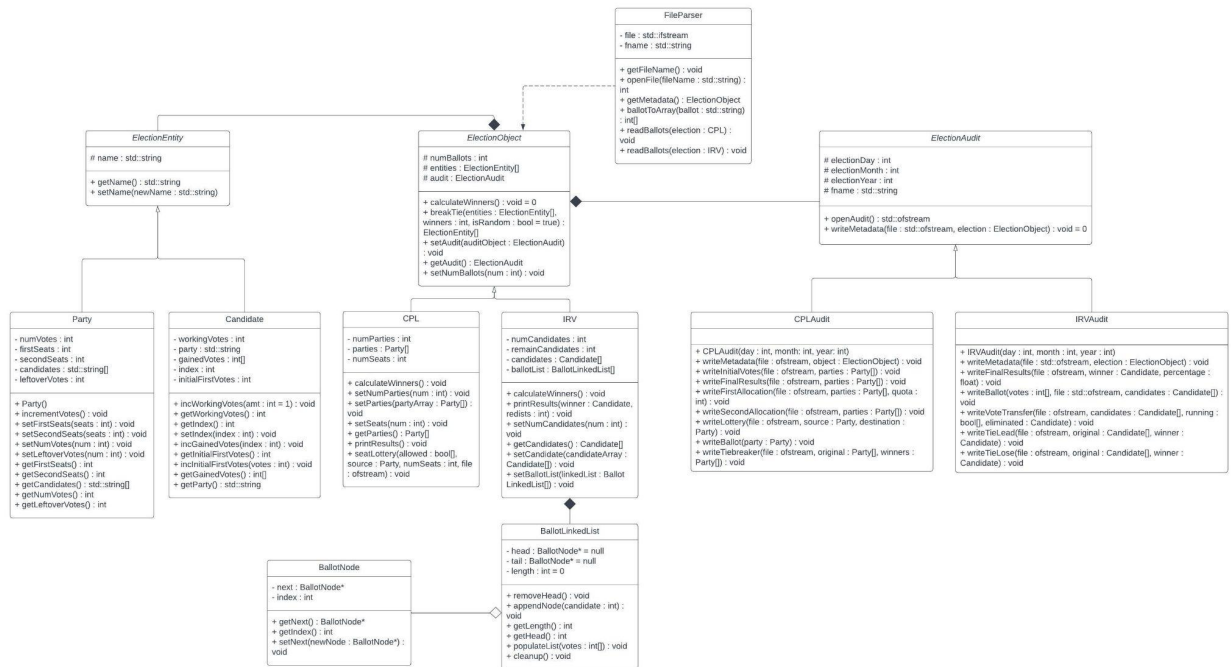 FileParser
- file : std::ifstream
- fname : std::string
+ getFileName() : void
+ openFile(fileName : std::string) :
int
+ getMetadata() : ElectionObject
+ ballotToArray(ballot : std::string)
: int[]
+ readBallots(election : CPL) :
void
+ readBallots(election : IRV) : void
ElectionEntity
# name : std::string
+ getName() : std::string
+ setName(newName : std::string)
ElectionObject
# numBallots : int
# entities : ElectionEntity[]
# audit : ElectionAudit
+ calculateWinners() : void = 0
+ breakTie(entities : ElectionEntity[],
winners : int, isRandom : bool = true) :
ElectionEntity[]
+ setAudit(auditObject : ElectionAudit)
: void
+ getAudit() : ElectionAudit
+ setNumBallots(num : int) : void
ElectionAudit
# electionDay : int
# electionMonth : int
# electionYear : int
# fname : std::string
+ openAudit() : std::ofstream
+ writeMetadata(file : std::ofstream, election : ElectionObject) : void = 0
Party
- numVotes : int
- firstSeats : int
- secondSeats : int
- candidates : std::string[]
- leftoverVotes : int
+ Party()
+ incrementVotes() : void
+ setFirstSeats(seats : int) : void
+ setSecondSeats(seats : int) : void
+ setNumVotes(num : int) : void
+ setLeftoverVotes(num : int) : void
+ getFirstSeats() : int
+ getSecondSeats() : int
+ getCandidates() : std::string[]
+ getNumVotes() : int
+ getLeftoverVotes() : int
Candidate
- workingVotes : int
- party : std::string
- gainedVotes : int[]
- index : int
- initialFirstVotes : int
+ incWorkingVotes(amt : int = 1) : void
+ getWorkingVotes() : int
+ getIndex() : int
+ setIndex(index : int) : void
+ incGainedVotes(votes : int) : void
+ getInitialFirstVotes() : int
+ incInitialFirstVotes(votes : int) : void
+ getGainedVotes() : int[]
+ getParty() : std::string
CPL
- numParties : int
- parties : Party[]
- numSeats : int
+ calculateWinners() : void
+ setNumParties(num : int) : void
+ setParties(partyArray : Party[]) :
void
+ setSeats(num : int) : void
+ getParties() : Party[]
+ printResults() : void
+ seatLottery(allowed : bool[],
source : Party, numSeats : int, file
: ofstream) : void
IRV
- numCandidates : int
- remainCandidates : int
- candidates : Candidate[]
- ballotList : BallotLinkedList[]
+ calculateWinners() : void
+ printResults(winner : Candidate,
redists : int) : void
+ setNumCandidates(num : int) :
void
+ getCandidates() : Candidate[]
+ setCandidate(candidateArray :
Candidate[]) : void
+ setBallotList(linkedList : Ballot
LinkedList[]) : void
CPLAudit
+ CPLAudit(day : int, month : int, year: int)
+ writeMetadata(file : ofstream, object : ElectionObject) : void
+ writeInitialVotes(file : ofstream, parties : Party[]) : void
+ writeFinalResults(file : ofstream, parties : Party[]) : void
+ writeFirstAllocation(file : ofstream, parties : Party[], quota :
int) : void
+ writeSecondAllocation(file : ofstream, parties : Party[]) : void
+ writeLottery(file : ofstream, source : Party, destination :
Party) : void
+ writeBallot(party : Party) : void
+ writeTiebreaker(file : ofstream, original : Party[], winners :
Party[]) : void
IRVAudit
+ IRVAudit(day : int, month : int, year : int)
+ writeMetadata(file : ofstream, election : ElectionObject) : void
+ writeFinalResults(file : ofstream, winner : Candidate, percentage :
float) : void
+ writeBallot(votes : int[], file : std::ofstream, candidates : Candidate[]) :
void
+ writeVoteTransfer(file : ofstream, candidates : Candidate[], running :
bool[], eliminated : Candidate) : void
+ writeTieLead(file : ofstream, original : Candidate[], winner :
Candidate) : void
+ writeTieLose(file : ofstream, original : Candidate[], winner :
Candidate) : void
BallotLinkedList
- head : BallotNode* = null
- tail : BallotNode* = null
- length : int = 0
+ removeHead() : void
+ appendNode(candidate : int) :
void
+ getLength() : int
+ getHead() : int
+ populateList(votes : int[]) : void
+ cleanup() : void
BallotNode
- next : BallotNode*
- index : int
+ getNext() : BallotNode*
+ getIndex() : int
+ setNext(newNode : BallotNode*) :
void